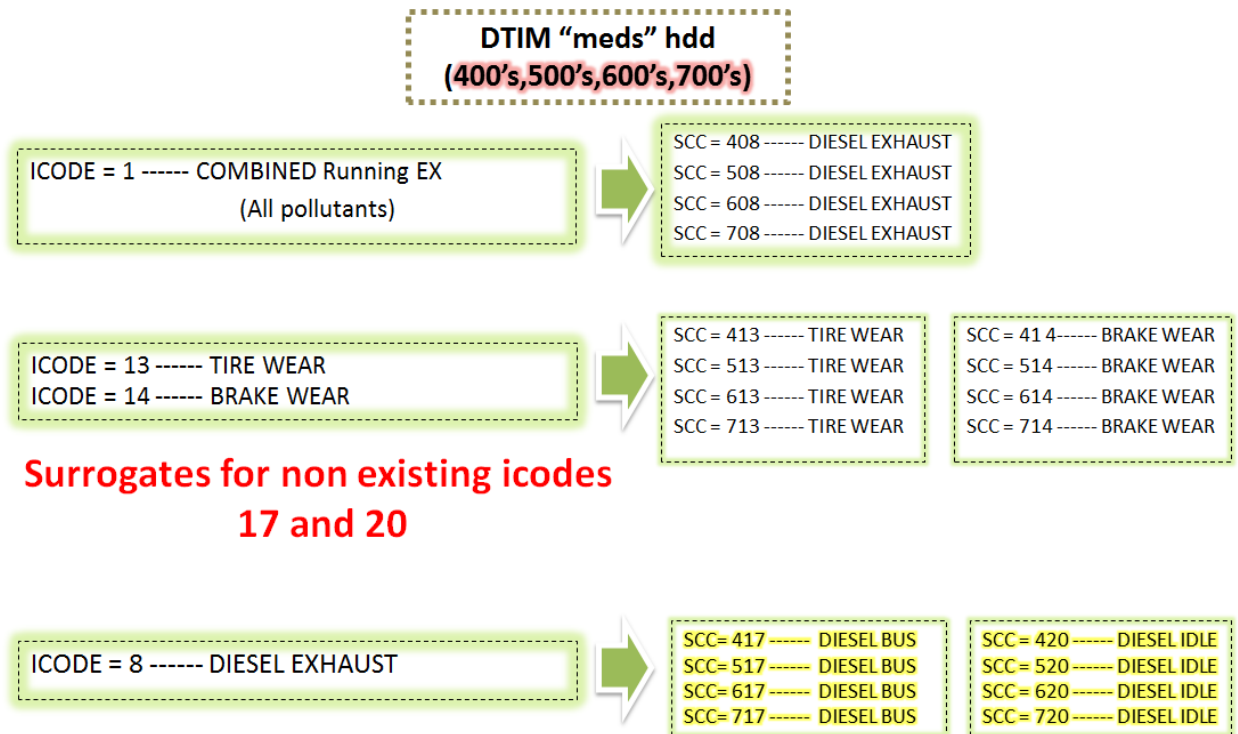 DTIM “meds” hdd
(400’s,500’s,600’s,700’s)
ICODE = 1 ------ COMBINED Running EX
(All pollutants)
SCC = 408 ------ DIESEL EXHAUST
SCC = 508 ------ DIESEL EXHAUST
SCC = 608 ------ DIESEL EXHAUST
SCC = 708 ------ DIESEL EXHAUST
ICODE = 13 ------ TIRE WEAR
ICODE = 14 ------ BRAKE WEAR
SCC = 413 ------ TIRE WEAR
SCC = 513 ------ TIRE WEAR
SCC = 613 ------ TIRE WEAR
SCC = 713 ------ TIRE WEAR
SCC = 41 4------ BRAKE WEAR
SCC = 514 ------ BRAKE WEAR
SCC = 614 ------ BRAKE WEAR
SCC = 714 ------ BRAKE WEAR
Surrogates for non existing icodes
17 and 20
ICODE = 8 ------ DIESEL EXHAUST
SCC= 417 ------ DIESEL BUS
SCC= 517 ------ DIESEL BUS
SCC= 617 ------ DIESEL BUS
SCC= 717 ------ DIESEL BUS
SCC = 420 ------ DIESEL IDLE
SCC = 520 ------ DIESEL IDLE
SCC = 620 ------ DIESEL IDLE
SCC = 720 ------ DIESEL IDLE